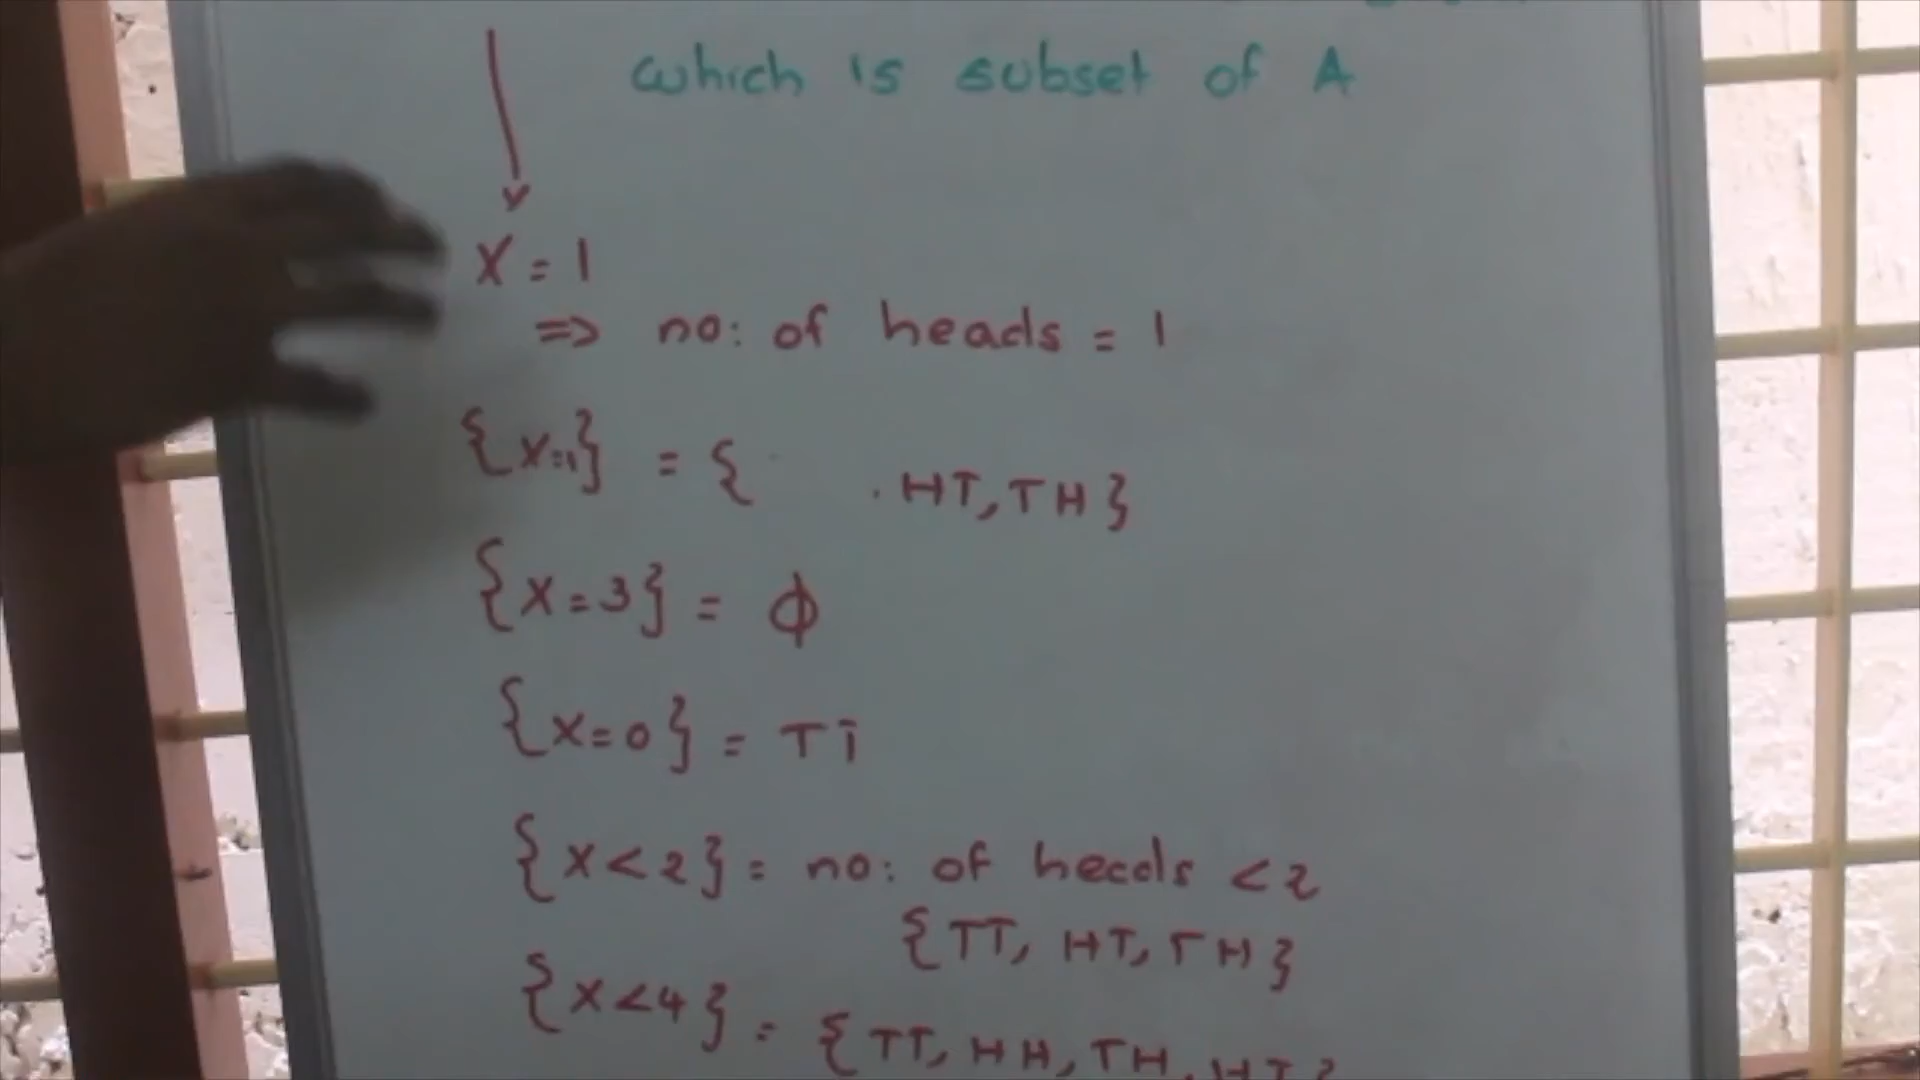 which is subset of A
X = 1
=> no: of heads = 1
{X=1} = { . HT, TH}
{X=3} = ϕ
{X=0} = TT
{X<2} = no: of heads <2
{TT, HT, TH}
{X<4} = {TT, HH, TH, HT}